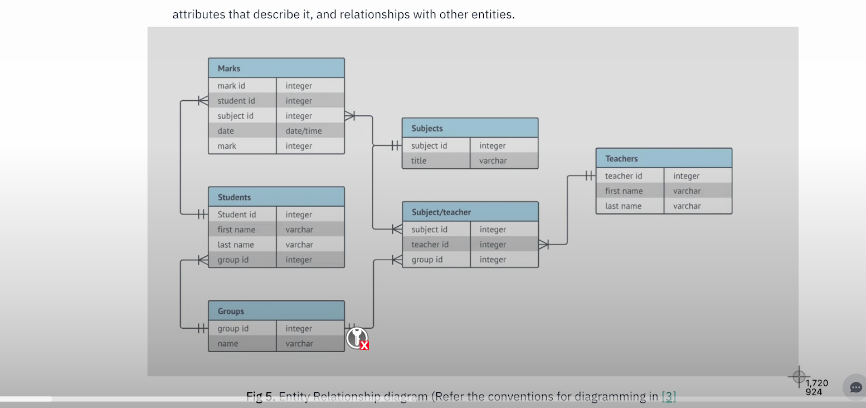 attributes that describe it, and relationships with other entities.
Marks
mark id integer
student id integer
subject id integer
date date/time
mark integer
Subjects
subject id integer
title varchar
Teachers
teacher id integer
first name varchar
last name varchar
Students
Student id integer
first name varchar
last name varchar
group id integer
Subject/teacher
subject id integer
teacher id integer
group id integer
Groups
group id integer
name varchar
X
1,720
924
Fig 5. Entity Relationship diagram (Refer the conventions for diagramming in [3]